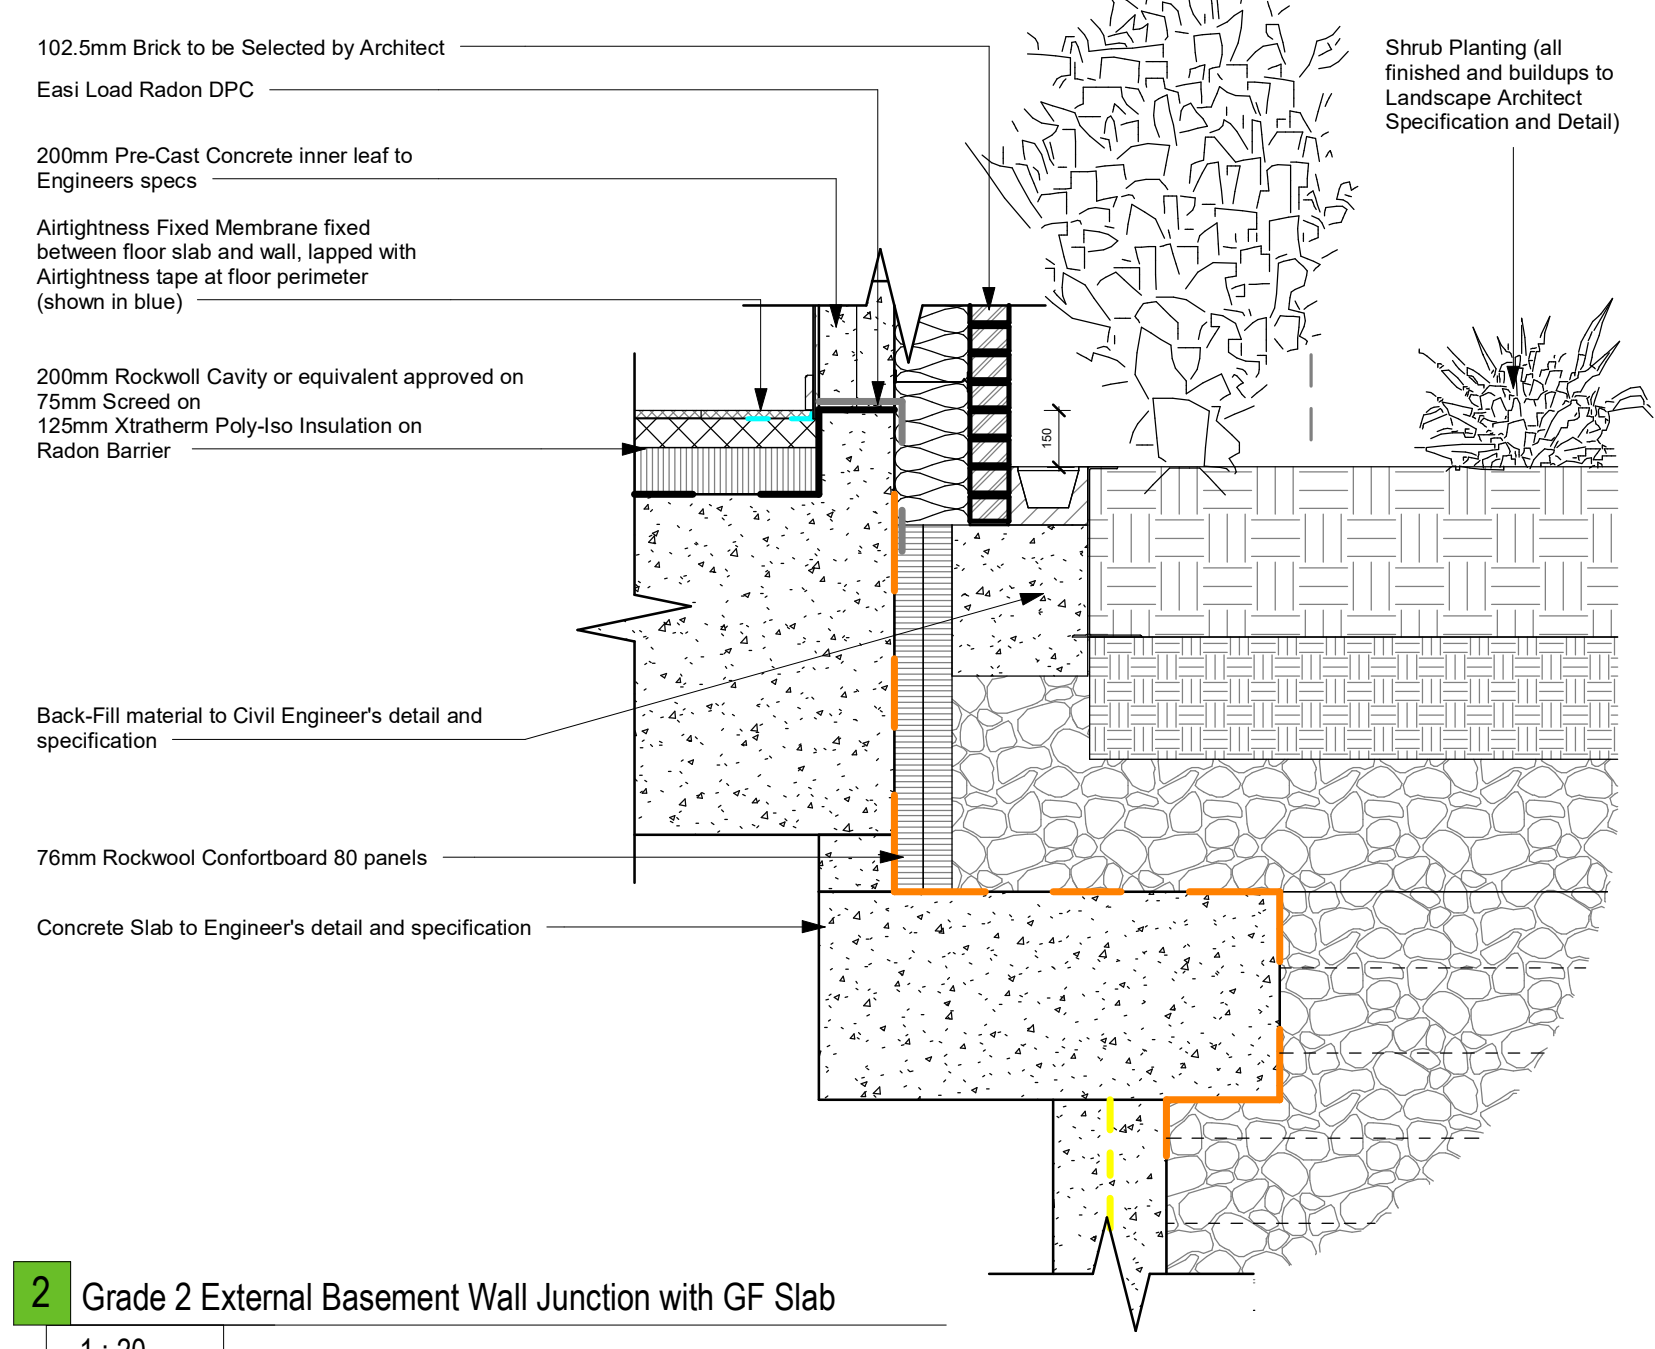 102.5mm Brick to be Selected by Architect
Easi Load Radon DPC
200mm Pre-Cast Concrete inner leaf to
Engineers specs
Airtightness Fixed Membrane fixed
between floor slab and wall, lapped with
Airtightness tape at floor perimeter
(shown in blue)
200mm Rockwoll Cavity or equivalent approved on
75mm Screed on
125mm Xtratherm Poly-Iso Insulation on
Radon Barrier
Back-Fill material to Civil Engineer's detail and
specification
76mm Rockwool Confortboard 80 panels
Concrete Slab to Engineer's detail and specification
Shrub Planting (all
finished and buildups to
Landscape Architect
Specification and Detail)
150
2 Grade 2 External Basement Wall Junction with GF Slab
1 : 20